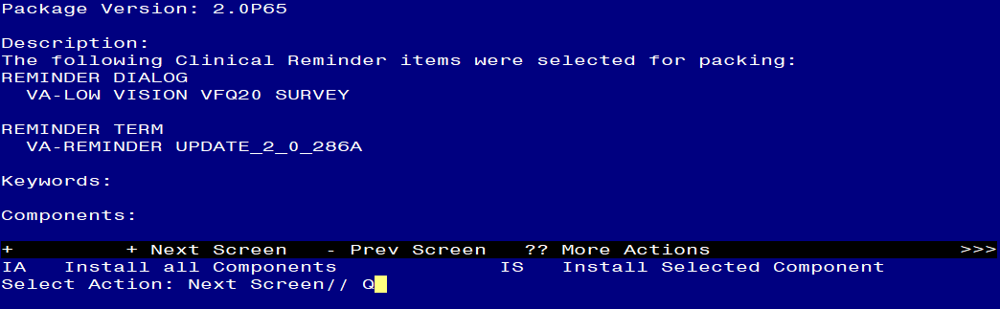 Package Version: 2.0P65
Description:
The following Clinical Reminder items were selected for packing:
REMINDER DIALOG
VA-LOW VISION VFQ20 SURVEY
REMINDER TERM
VA-REMINDER UPDATE_2_0_286A
Keywords:
Components:
+ + Next Screen - Prev Screen ?? More Actions >>>
IA Install all Components IS Install Selected Component
Select Action: Next Screen// Q